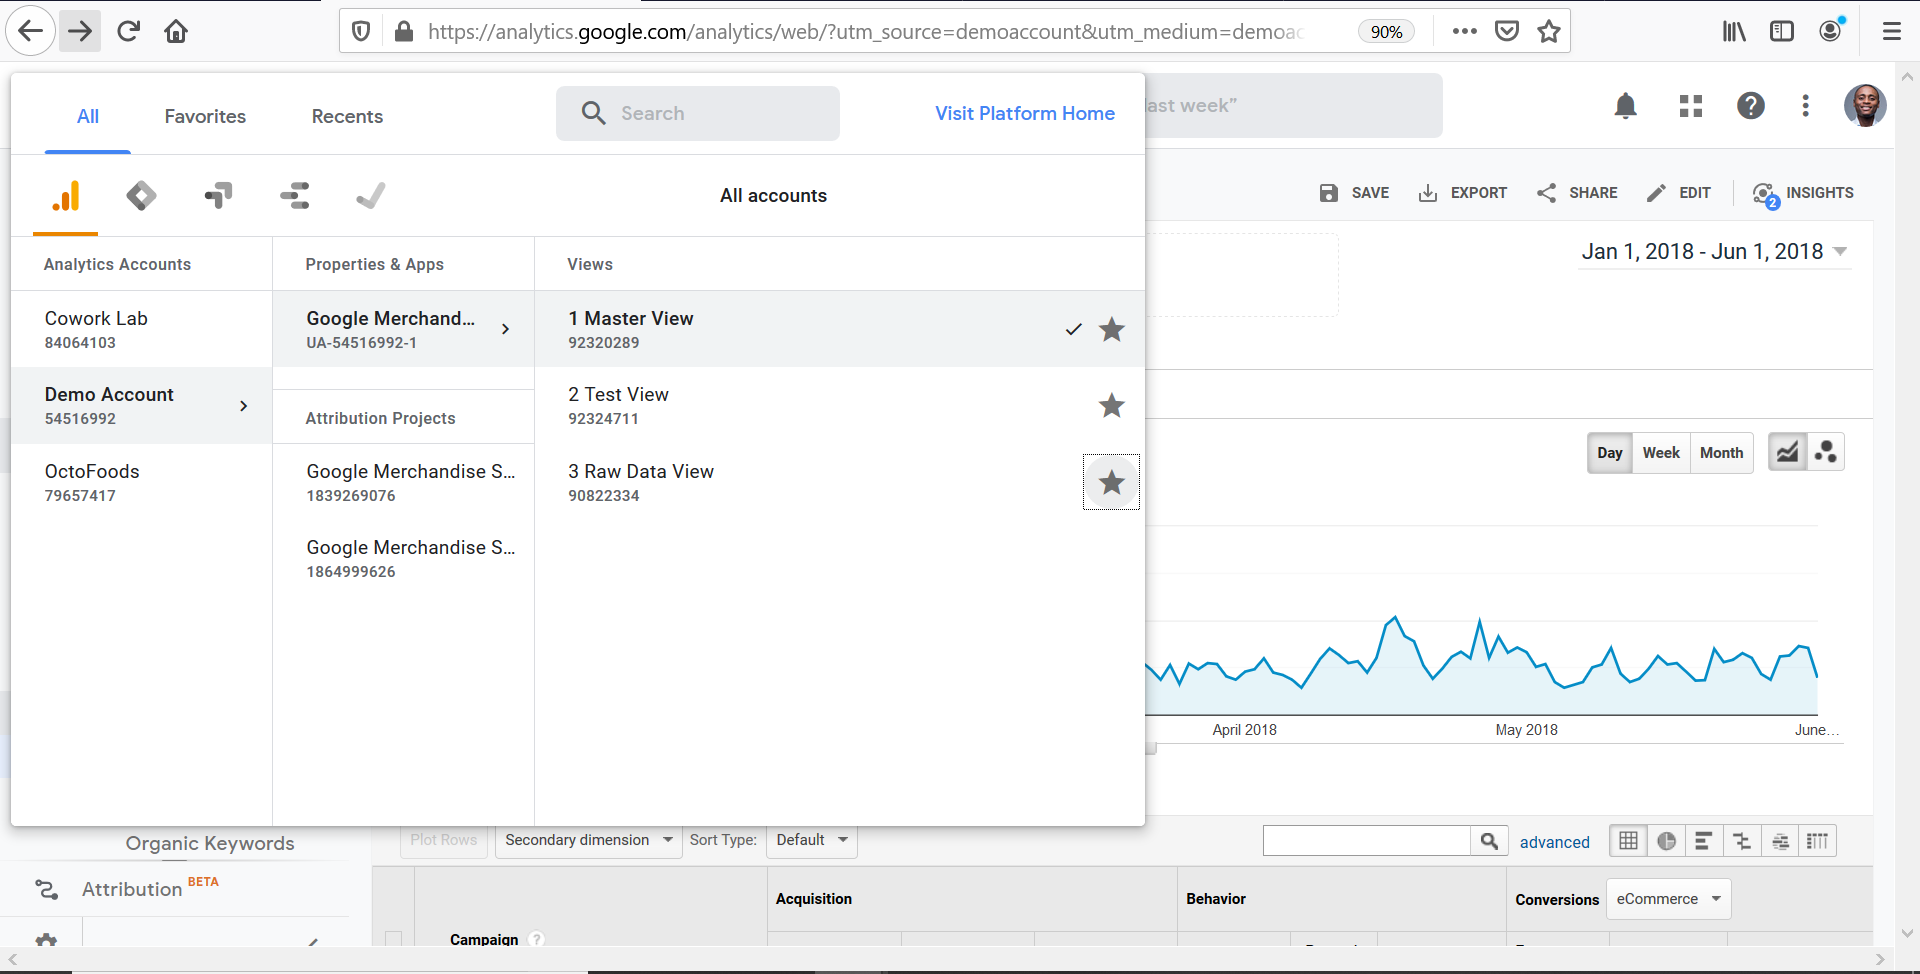 https://analytics.google.com/analytics/web/?utm_source=demoaccount&utm_medium=demoac
90%
All
Favorites
Recents
Search
Visit Platform Home
last week”
All accounts
SAVE
EXPORT
SHARE
EDIT
2
INSIGHTS
Analytics Accounts
Properties & Apps
Views
Jan 1, 2018 - Jun 1, 2018
Cowork Lab
84064103
Google Merchand...
UA-54516992-1
1 Master View
92320289
Demo Account
54516992
2 Test View
92324711
Attribution Projects
Day
Week
Month
OctoFoods
79657417
Google Merchandise S...
1839269076
3 Raw Data View
90822334
Google Merchandise S...
1864999626
April 2018
May 2018
June...
Organic Keywords
Plot Rows
Secondary dimension
Sort Type:
Default
advanced
Attribution BETA
Acquisition
Behavior
Conversions
eCommerce
Campaign
?